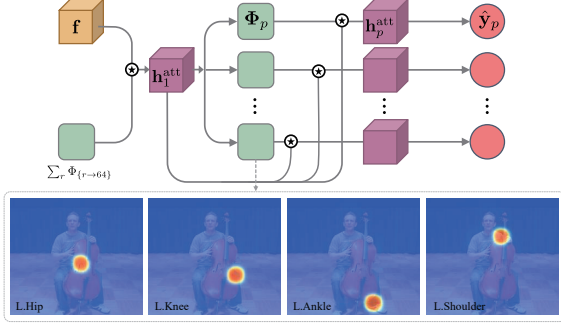 f
Φ_p
h_p^att
ŷ_p
h_1^att
∑_r Φ_{r→64}
L.Hip
L.Knee
L.Ankle
L.Shoulder